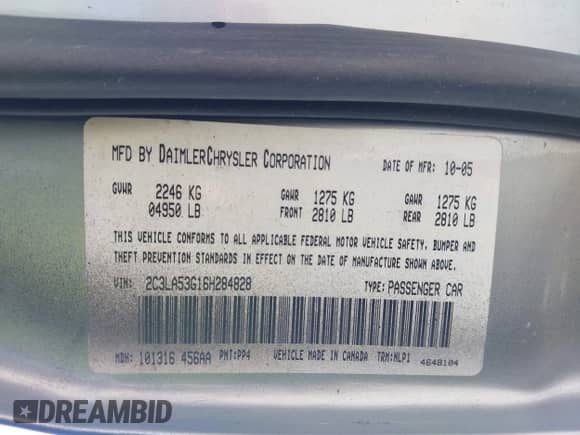 MFD BY DAIMLERCHRYSLER CORPORATION DATE OF MFR: 10-05
GVWR 2246 KG GAWR 1275 KG GAWR 1275 KG
04950 LB FRONT 2810 LB REAR 2810 LB
THIS VEHICLE CONFORMS TO ALL APPLICABLE FEDERAL MOTOR VEHICLE SAFETY, BUMPER AND
THEFT PREVENTION STANDARDS IN EFFECT ON THE DATE OF MANUFACTURE SHOWN ABOVE.
VIN: 2C3LA53G16H284828 TYPE: PASSENGER CAR
MDH: 101316 456AA PNT:PP4 VEHICLE MADE IN CANADA TRM:NLP1 4648104
DREAMBID